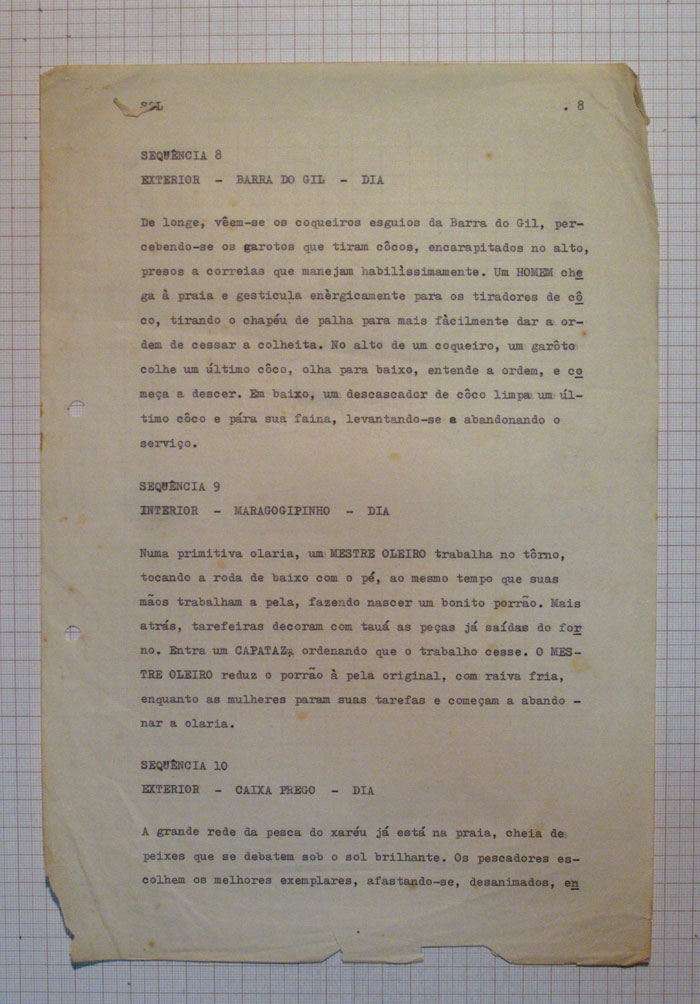 SOL . 8
SEQUÊNCIA 8
EXTERIOR - BARRA DO GIL - DIA
De longe, vêem-se os coqueiros esguios da Barra do Gil, per-
cebendo-se os garotos que tiram côcos, encarapitados no alto,
presos a correias que manejam habilìssimamente. Um HOMEM che
ga à praia e gesticula enèrgicamente para os tiradores de cô
co, tirando o chapéu de palha para mais fàcilmente dar a or-
dem de cessar a colheita. No alto de um coqueiro, um garôto
colhe um último côco, olha para baixo, entende a ordem, e co
meça a descer. Em baixo, um descascador de côco limpa um úl-
timo côco e pára sua faina, levantando-se e abandonando o
serviço.
SEQUÊNCIA 9
INTERIOR - MARAGOGIPINHO - DIA
Numa primitiva olaria, um MESTRE OLEIRO trabalha no tôrno,
tocando a roda de baixo com o pé, ao mesmo tempo que suas
mãos trabalham a pela, fazendo nascer um bonito porrão. Mais
atrás, tarefeiras decoram com tauá as peças já saídas do for
no. Entra um CAPATAZ, ordenando que o trabalho cesse. O MES-
TRE OLEIRO reduz o porrão à pela original, com raiva fria,
enquanto as mulheres param suas tarefas e começam a abando -
nar a olaria.
SEQUÊNCIA 10
EXTERIOR - CAIXA PREGO - DIA
A grande rede da pesca do xaréu já está na praia, cheia de
peixes que se debatem sob o sol brilhante. Os pescadores es-
colhem os melhores exemplares, afastando-se, desanimados, en